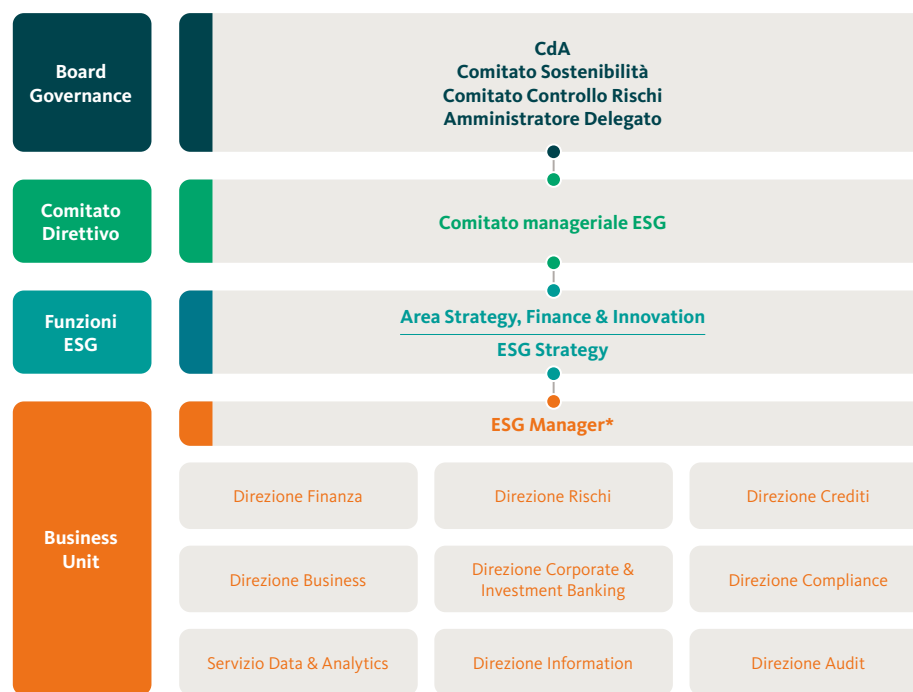 Board
Governance
CdA
Comitato Sostenibilità
Comitato Controllo Rischi
Amministratore Delegato
Comitato
Direttivo
Comitato manageriale ESG
Funzioni
ESG
Area Strategy, Finance & Innovation
ESG Strategy
Business
Unit
ESG Manager*
Direzione Finanza
Direzione Rischi
Direzione Crediti
Direzione Business
Direzione Corporate &
Investment Banking
Direzione Compliance
Servizio Data & Analytics
Direzione Information
Direzione Audit